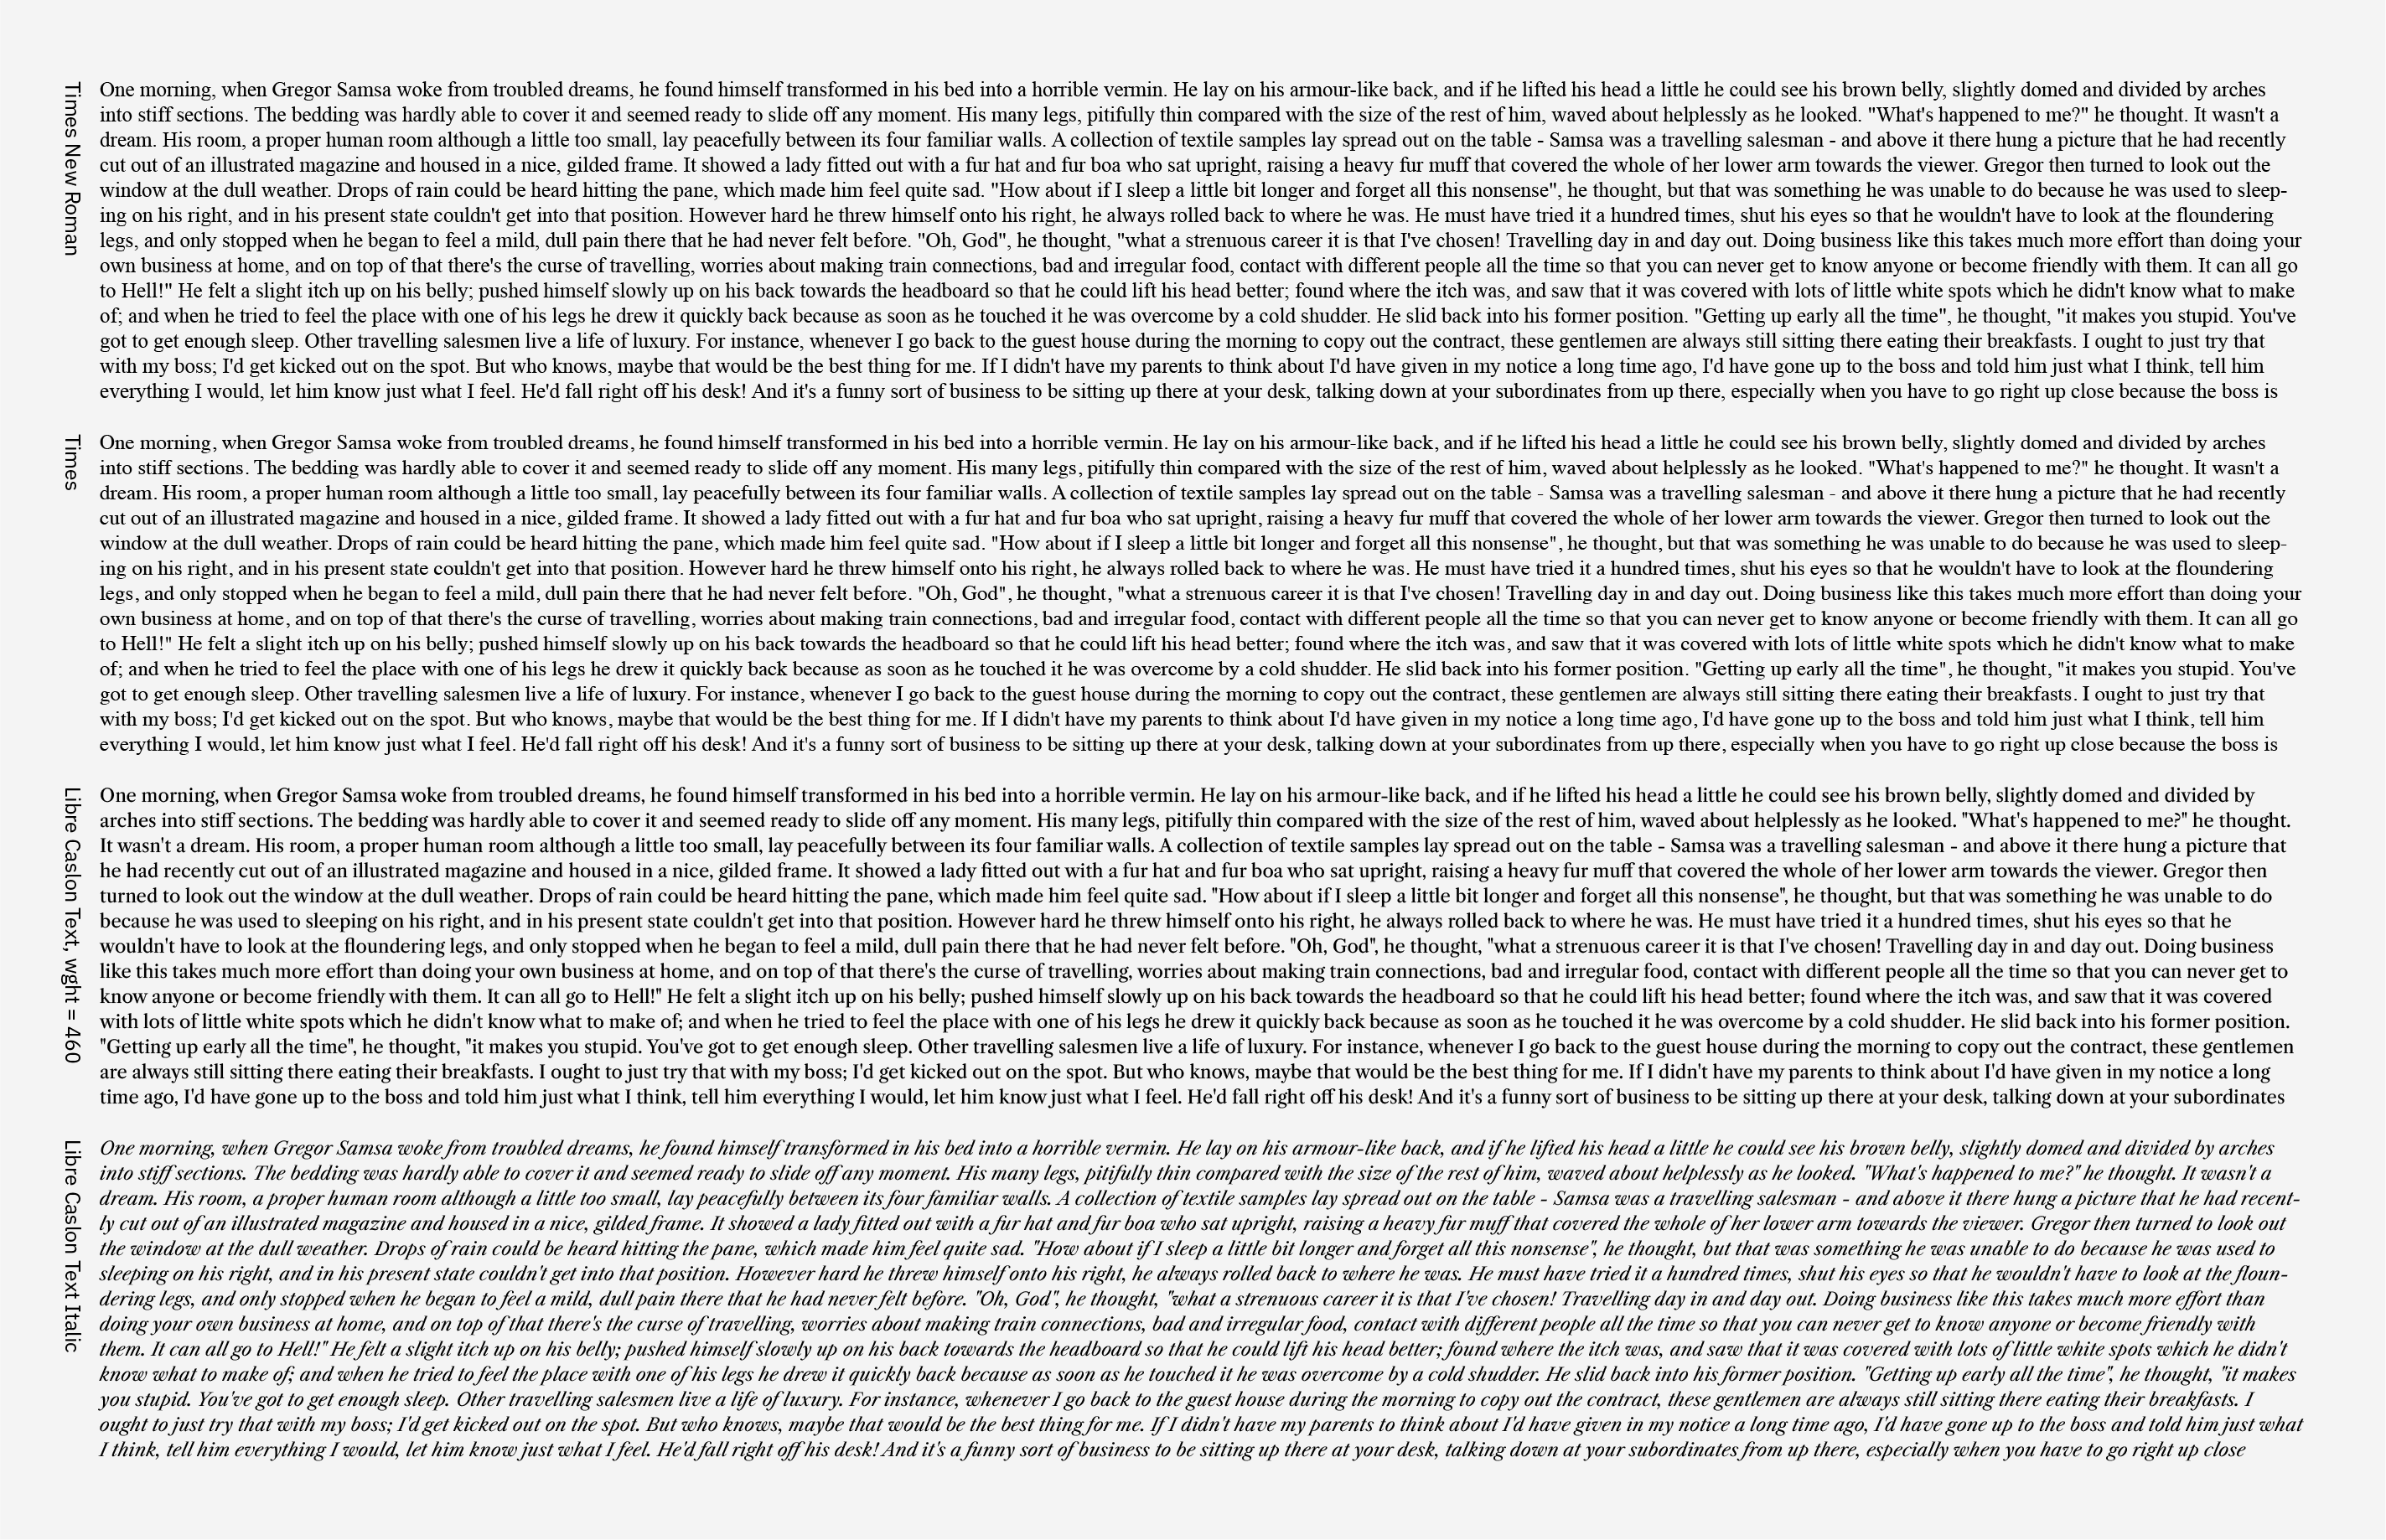 Times New Roman
One morning, when Gregor Samsa woke from troubled dreams, he found himself transformed in his bed into a horrible vermin. He lay on his armour-like back, and if he lifted his head a little he could see his brown belly, slightly domed and divided by arches
into stiff sections. The bedding was hardly able to cover it and seemed ready to slide off any moment. His many legs, pitifully thin compared with the size of the rest of him, waved about helplessly as he looked. "What's happened to me?" he thought. It wasn't a
dream. His room, a proper human room although a little too small, lay peacefully between its four familiar walls. A collection of textile samples lay spread out on the table - Samsa was a travelling salesman - and above it there hung a picture that he had recently
cut out of an illustrated magazine and housed in a nice, gilded frame. It showed a lady fitted out with a fur hat and fur boa who sat upright, raising a heavy fur muff that covered the whole of her lower arm towards the viewer. Gregor then turned to look out the
window at the dull weather. Drops of rain could be heard hitting the pane, which made him feel quite sad. "How about if I sleep a little bit longer and forget all this nonsense", he thought, but that was something he was unable to do because he was used to sleep-
ing on his right, and in his present state couldn't get into that position. However hard he threw himself onto his right, he always rolled back to where he was. He must have tried it a hundred times, shut his eyes so that he wouldn't have to look at the floundering
legs, and only stopped when he began to feel a mild, dull pain there that he had never felt before. "Oh, God", he thought, "what a strenuous career it is that I've chosen! Travelling day in and day out. Doing business like this takes much more effort than doing your
own business at home, and on top of that there's the curse of travelling, worries about making train connections, bad and irregular food, contact with different people all the time so that you can never get to know anyone or become friendly with them. It can all go
to Hell!" He felt a slight itch up on his belly; pushed himself slowly up on his back towards the headboard so that he could lift his head better; found where the itch was, and saw that it was covered with lots of little white spots which he didn't know what to make
of; and when he tried to feel the place with one of his legs he drew it quickly back because as soon as he touched it he was overcome by a cold shudder. He slid back into his former position. "Getting up early all the time", he thought, "it makes you stupid. You've
got to get enough sleep. Other travelling salesmen live a life of luxury. For instance, whenever I go back to the guest house during the morning to copy out the contract, these gentlemen are always still sitting there eating their breakfasts. I ought to just try that
with my boss; I'd get kicked out on the spot. But who knows, maybe that would be the best thing for me. If I didn't have my parents to think about I'd have given in my notice a long time ago, I'd have gone up to the boss and told him just what I think, tell him
everything I would, let him know just what I feel. He'd fall right off his desk! And it's a funny sort of business to be sitting up there at your desk, talking down at your subordinates from up there, especially when you have to go right up close because the boss is
Times
One morning, when Gregor Samsa woke from troubled dreams, he found himself transformed in his bed into a horrible vermin. He lay on his armour-like back, and if he lifted his head a little he could see his brown belly, slightly domed and divided by arches
into stiff sections. The bedding was hardly able to cover it and seemed ready to slide off any moment. His many legs, pitifully thin compared with the size of the rest of him, waved about helplessly as he looked. "What's happened to me?" he thought. It wasn't a
dream. His room, a proper human room although a little too small, lay peacefully between its four familiar walls. A collection of textile samples lay spread out on the table - Samsa was a travelling salesman - and above it there hung a picture that he had recently
cut out of an illustrated magazine and housed in a nice, gilded frame. It showed a lady fitted out with a fur hat and fur boa who sat upright, raising a heavy fur muff that covered the whole of her lower arm towards the viewer. Gregor then turned to look out the
window at the dull weather. Drops of rain could be heard hitting the pane, which made him feel quite sad. "How about if I sleep a little bit longer and forget all this nonsense", he thought, but that was something he was unable to do because he was used to sleep-
ing on his right, and in his present state couldn't get into that position. However hard he threw himself onto his right, he always rolled back to where he was. He must have tried it a hundred times, shut his eyes so that he wouldn't have to look at the floundering
legs, and only stopped when he began to feel a mild, dull pain there that he had never felt before. "Oh, God", he thought, "what a strenuous career it is that I've chosen! Travelling day in and day out. Doing business like this takes much more effort than doing your
own business at home, and on top of that there's the curse of travelling, worries about making train connections, bad and irregular food, contact with different people all the time so that you can never get to know anyone or become friendly with them. It can all go
to Hell!" He felt a slight itch up on his belly; pushed himself slowly up on his back towards the headboard so that he could lift his head better; found where the itch was, and saw that it was covered with lots of little white spots which he didn't know what to make
of; and when he tried to feel the place with one of his legs he drew it quickly back because as soon as he touched it he was overcome by a cold shudder. He slid back into his former position. "Getting up early all the time", he thought, "it makes you stupid. You've
got to get enough sleep. Other travelling salesmen live a life of luxury. For instance, whenever I go back to the guest house during the morning to copy out the contract, these gentlemen are always still sitting there eating their breakfasts. I ought to just try that
with my boss; I'd get kicked out on the spot. But who knows, maybe that would be the best thing for me. If I didn't have my parents to think about I'd have given in my notice a long time ago, I'd have gone up to the boss and told him just what I think, tell him
everything I would, let him know just what I feel. He'd fall right off his desk! And it's a funny sort of business to be sitting up there at your desk, talking down at your subordinates from up there, especially when you have to go right up close because the boss is
Libre Caslon Text, wght = 460
One morning, when Gregor Samsa woke from troubled dreams, he found himself transformed in his bed into a horrible vermin. He lay on his armour-like back, and if he lifted his head a little he could see his brown belly, slightly domed and divided by
arches into stiff sections. The bedding was hardly able to cover it and seemed ready to slide off any moment. His many legs, pitifully thin compared with the size of the rest of him, waved about helplessly as he looked. "What's happened to me?" he thought.
It wasn't a dream. His room, a proper human room although a little too small, lay peacefully between its four familiar walls. A collection of textile samples lay spread out on the table - Samsa was a travelling salesman - and above it there hung a picture that
he had recently cut out of an illustrated magazine and housed in a nice, gilded frame. It showed a lady fitted out with a fur hat and fur boa who sat upright, raising a heavy fur muff that covered the whole of her lower arm towards the viewer. Gregor then
turned to look out the window at the dull weather. Drops of rain could be heard hitting the pane, which made him feel quite sad. "How about if I sleep a little bit longer and forget all this nonsense", he thought, but that was something he was unable to do
because he was used to sleeping on his right, and in his present state couldn't get into that position. However hard he threw himself onto his right, he always rolled back to where he was. He must have tried it a hundred times, shut his eyes so that he
wouldn't have to look at the floundering legs, and only stopped when he began to feel a mild, dull pain there that he had never felt before. "Oh, God", he thought, "what a strenuous career it is that I've chosen! Travelling day in and day out. Doing business
like this takes much more effort than doing your own business at home, and on top of that there's the curse of travelling, worries about making train connections, bad and irregular food, contact with different people all the time so that you can never get to
know anyone or become friendly with them. It can all go to Hell!" He felt a slight itch up on his belly; pushed himself slowly up on his back towards the headboard so that he could lift his head better; found where the itch was, and saw that it was covered
with lots of little white spots which he didn't know what to make of; and when he tried to feel the place with one of his legs he drew it quickly back because as soon as he touched it he was overcome by a cold shudder. He slid back into his former position.
"Getting up early all the time", he thought, "it makes you stupid. You've got to get enough sleep. Other travelling salesmen live a life of luxury. For instance, whenever I go back to the guest house during the morning to copy out the contract, these gentlemen
are always still sitting there eating their breakfasts. I ought to just try that with my boss; I'd get kicked out on the spot. But who knows, maybe that would be the best thing for me. If I didn't have my parents to think about I'd have given in my notice a long
time ago, I'd have gone up to the boss and told him just what I think, tell him everything I would, let him know just what I feel. He'd fall right off his desk! And it's a funny sort of business to be sitting up there at your desk, talking down at your subordinates
Libre Caslon Text Italic
One morning, when Gregor Samsa woke from troubled dreams, he found himself transformed in his bed into a horrible vermin. He lay on his armour-like back, and if he lifted his head a little he could see his brown belly, slightly domed and divided by arches
into stiff sections. The bedding was hardly able to cover it and seemed ready to slide off any moment. His many legs, pitifully thin compared with the size of the rest of him, waved about helplessly as he looked. "What's happened to me?" he thought. It wasn't a
dream. His room, a proper human room although a little too small, lay peacefully between its four familiar walls. A collection of textile samples lay spread out on the table - Samsa was a travelling salesman - and above it there hung a picture that he had recent-
ly cut out of an illustrated magazine and housed in a nice, gilded frame. It showed a lady fitted out with a fur hat and fur boa who sat upright, raising a heavy fur muff that covered the whole of her lower arm towards the viewer. Gregor then turned to look out
the window at the dull weather. Drops of rain could be heard hitting the pane, which made him feel quite sad. "How about if I sleep a little bit longer and forget all this nonsense", he thought, but that was something he was unable to do because he was used to
sleeping on his right, and in his present state couldn't get into that position. However hard he threw himself onto his right, he always rolled back to where he was. He must have tried it a hundred times, shut his eyes so that he wouldn't have to look at the floun-
dering legs, and only stopped when he began to feel a mild, dull pain there that he had never felt before. "Oh, God", he thought, "what a strenuous career it is that I've chosen! Travelling day in and day out. Doing business like this takes much more effort than
doing your own business at home, and on top of that there's the curse of travelling, worries about making train connections, bad and irregular food, contact with different people all the time so that you can never get to know anyone or become friendly with
them. It can all go to Hell!" He felt a slight itch up on his belly; pushed himself slowly up on his back towards the headboard so that he could lift his head better; found where the itch was, and saw that it was covered with lots of little white spots which he didn't
know what to make of; and when he tried to feel the place with one of his legs he drew it quickly back because as soon as he touched it he was overcome by a cold shudder. He slid back into his former position. "Getting up early all the time", he thought, "it makes
you stupid. You've got to get enough sleep. Other travelling salesmen live a life of luxury. For instance, whenever I go back to the guest house during the morning to copy out the contract, these gentlemen are always still sitting there eating their breakfasts. I
ought to just try that with my boss; I'd get kicked out on the spot. But who knows, maybe that would be the best thing for me. If I didn't have my parents to think about I'd have given in my notice a long time ago, I'd have gone up to the boss and told him just what
I think, tell him everything I would, let him know just what I feel. He'd fall right off his desk! And it's a funny sort of business to be sitting up there at your desk, talking down at your subordinates from up there, especially when you have to go right up close